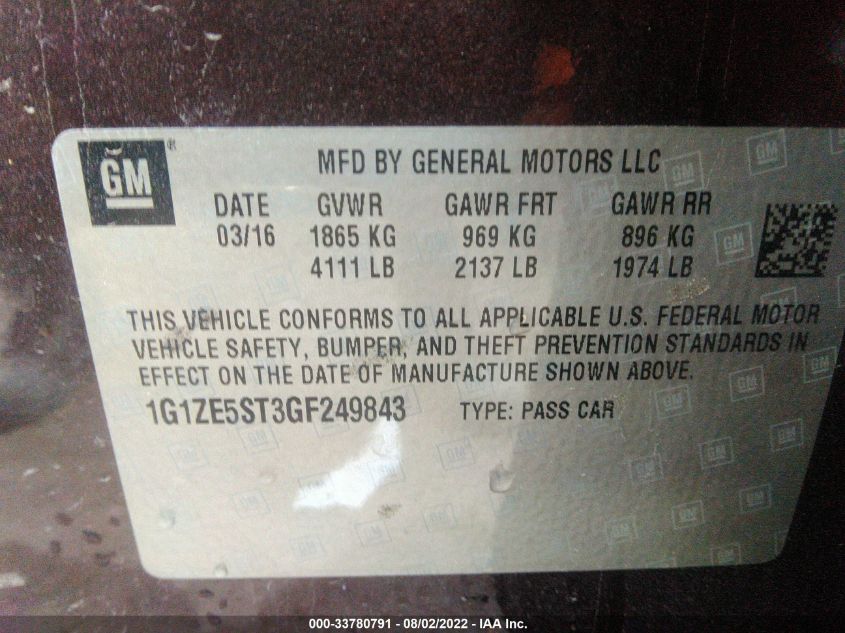 GM®
MFD BY GENERAL MOTORS LLC
DATE GVWR GAWR FRT GAWR RR
03/16 1865 KG 969 KG 896 KG
4111 LB 2137 LB 1974 LB
THIS VEHICLE CONFORMS TO ALL APPLICABLE U.S. FEDERAL MOTOR
VEHICLE SAFETY, BUMPER, AND THEFT PREVENTION STANDARDS IN
EFFECT ON THE DATE OF MANUFACTURE SHOWN ABOVE.
1G1ZE5ST3GF249843 TYPE: PASS CAR
000-33780791 - 08/02/2022 - IAA Inc.